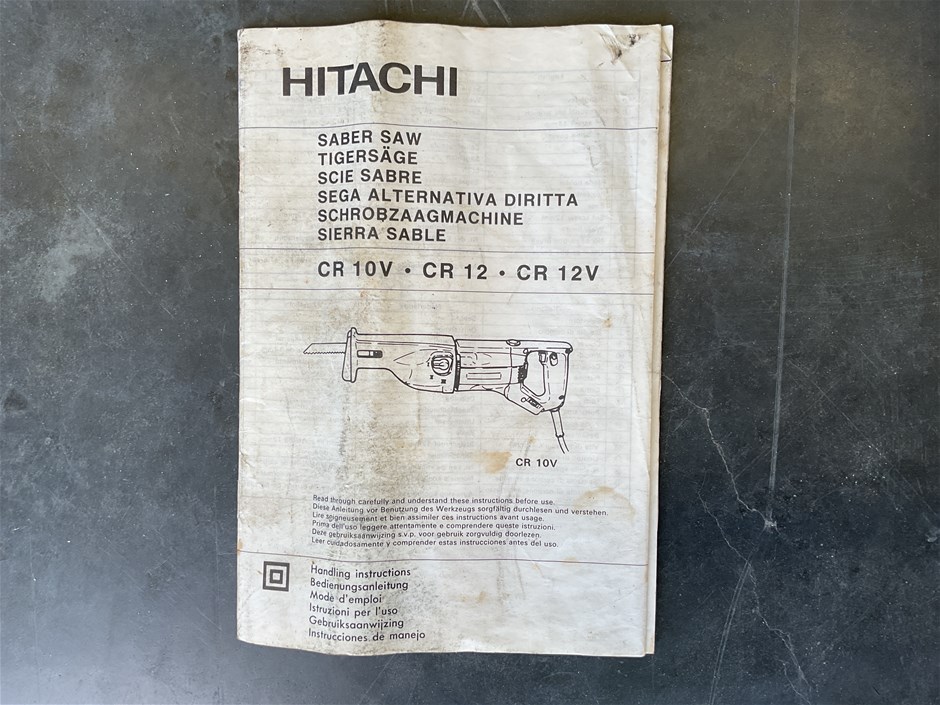 HITACHI
SABER SAW
TIGERSÄGE
SCIE SABRE
SEGA ALTERNATIVA DIRITTA
SCHROBZAAGMACHINE
SIERRA SABLE
CR 10V • CR 12 • CR 12V
CR 10V
Read through carefully and understand these instructions before use.
Diese Anleitung vor Benutzung des Werkzeugs sorgfältig durchlesen und verstehen.
Lire soigneusement et bien assimiler ces instructions avant usage.
Prima dell'uso leggere attentamente e comprendere queste istruzioni.
Deze gebruiksaanwijzing s.v.p. voor gebruik zorgvuldig doorlezen.
Leer cuidadosamente y comprender estas instrucciones antes del uso.
Handling instructions
Bedienungsanleitung
Mode d'emploi
Istruzioni per l'uso
Gebruiksaanwijzing
Instrucciones de manejo